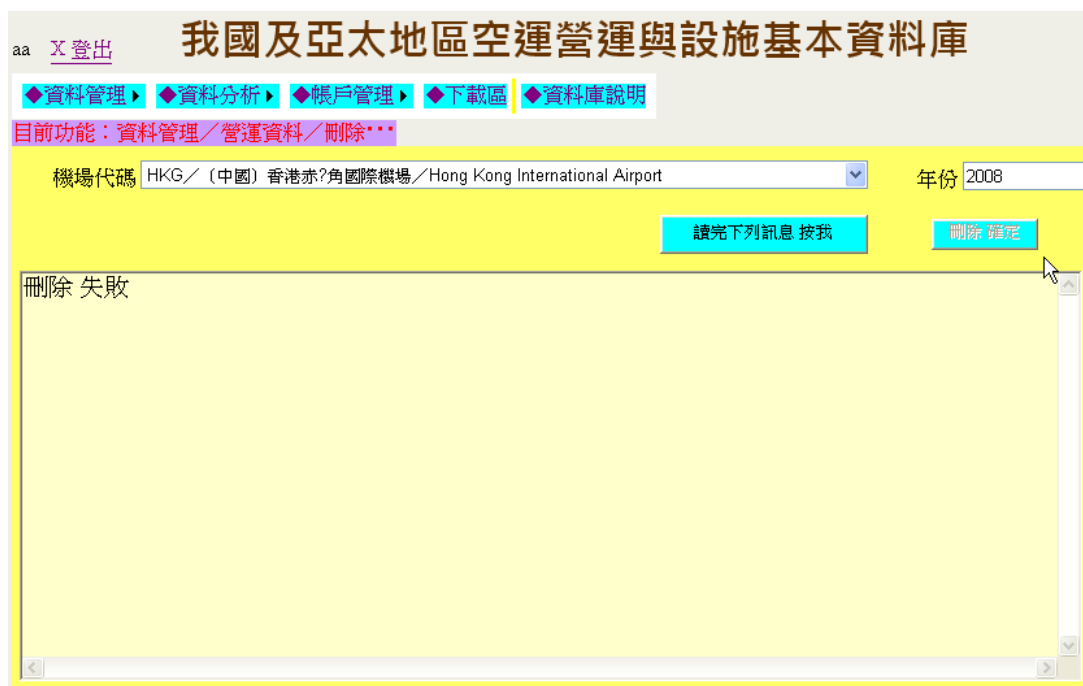 aa X 登出 我國及亞太地區空運營運與設施基本資料庫
◆資料管理 ◆資料分析 ◆帳戶管理 ◆下載區 ◆資料庫說明
目前功能：資料管理／營運資料／刪除‧‧‧
機場代碼 HKG／〔中國〕香港赤?角國際機場／Hong Kong International Airport 年份 2008
讀完下列訊息 按我 刪除 確定
刪除 失敗